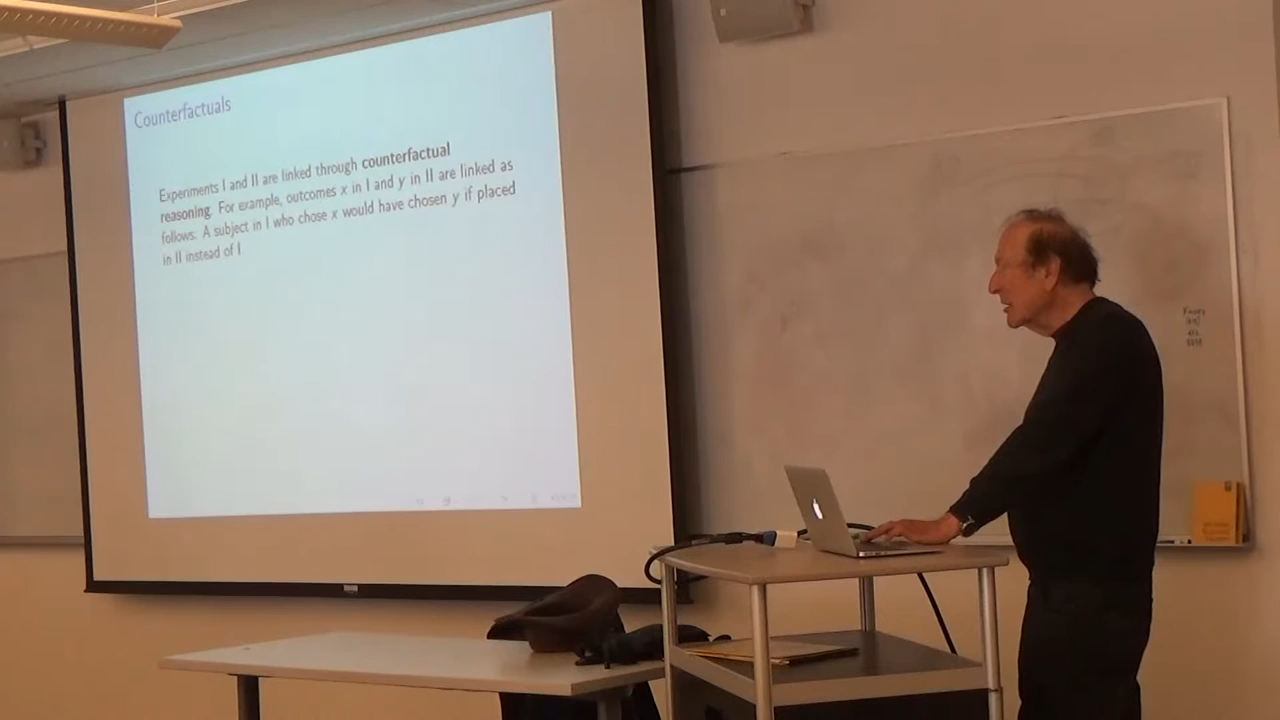 Counterfactuals
Experiments I and II are linked through counterfactual
reasoning. For example, outcomes x in I and y in II are linked as
follows: A subject in I who chose x would have chosen y if placed
in II instead of I